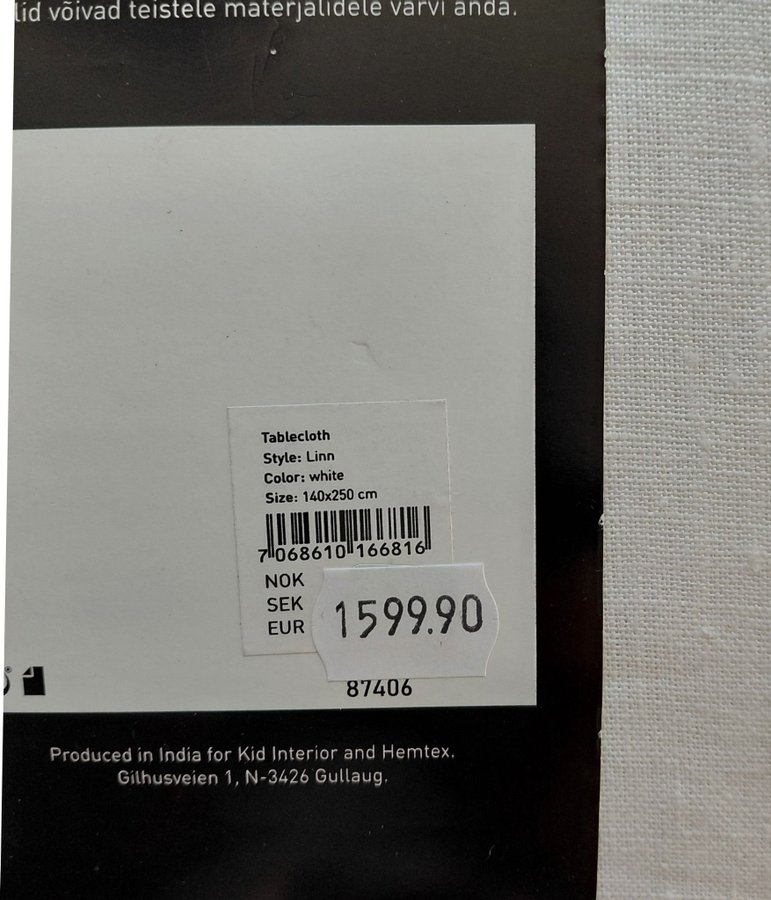 lid võivad teistele materjalidele värvi anda.
Tablecloth
Style: Linn
Color: white
Size: 140x250 cm
7 068610 166816
NOK
SEK
EUR
1599.90
87406
Produced in India for Kid Interior and Hemtex.
Gilhusveien 1, N-3426 Gullaug.